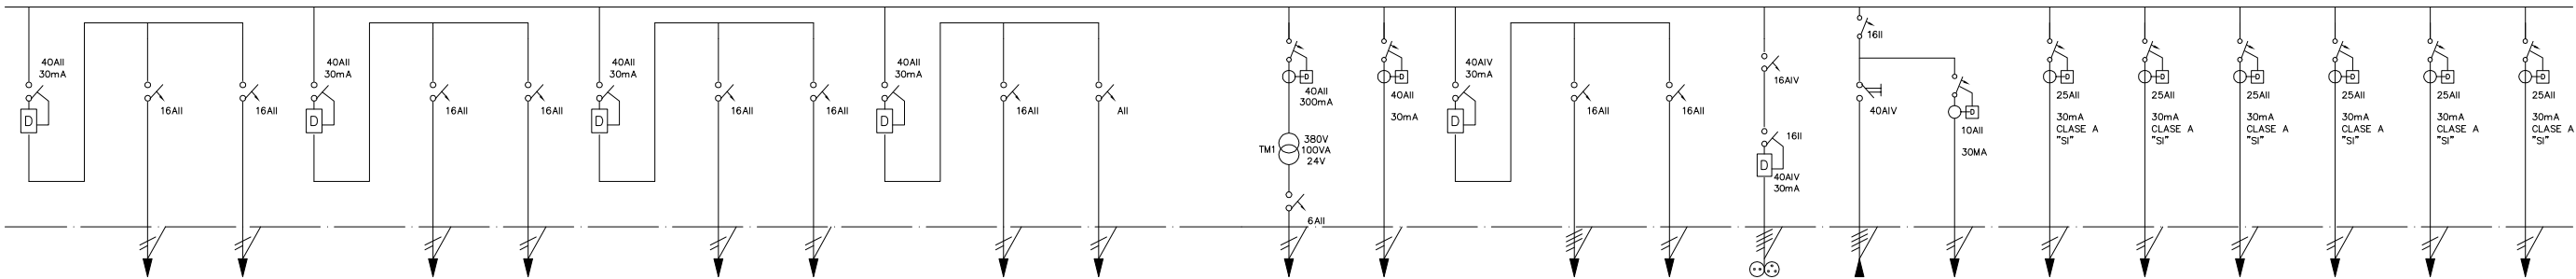 40AII
30mA
D
16AII
16AII
40AII
30mA
D
16AII
16AII
40AII
30mA
D
16AII
16AII
40AII
30mA
D
16AII
AII
D
40AII
300mA
TM1
380V
100VA
24V
6AII
D
40AII
30mA
40AIV
30mA
D
16AII
16AII
16AIV
16II
D
40AIV
30mA
16II
40AIV
D
10AII
30MA
D
25AII
30mA
CLASE A
"SI"
D
25AII
30mA
CLASE A
"SI"
D
25AII
30mA
CLASE A
"SI"
D
25AII
30mA
CLASE A
"SI"
D
25AII
30mA
CLASE A
"SI"
D
25AII
30mA
CLASE A
"SI"